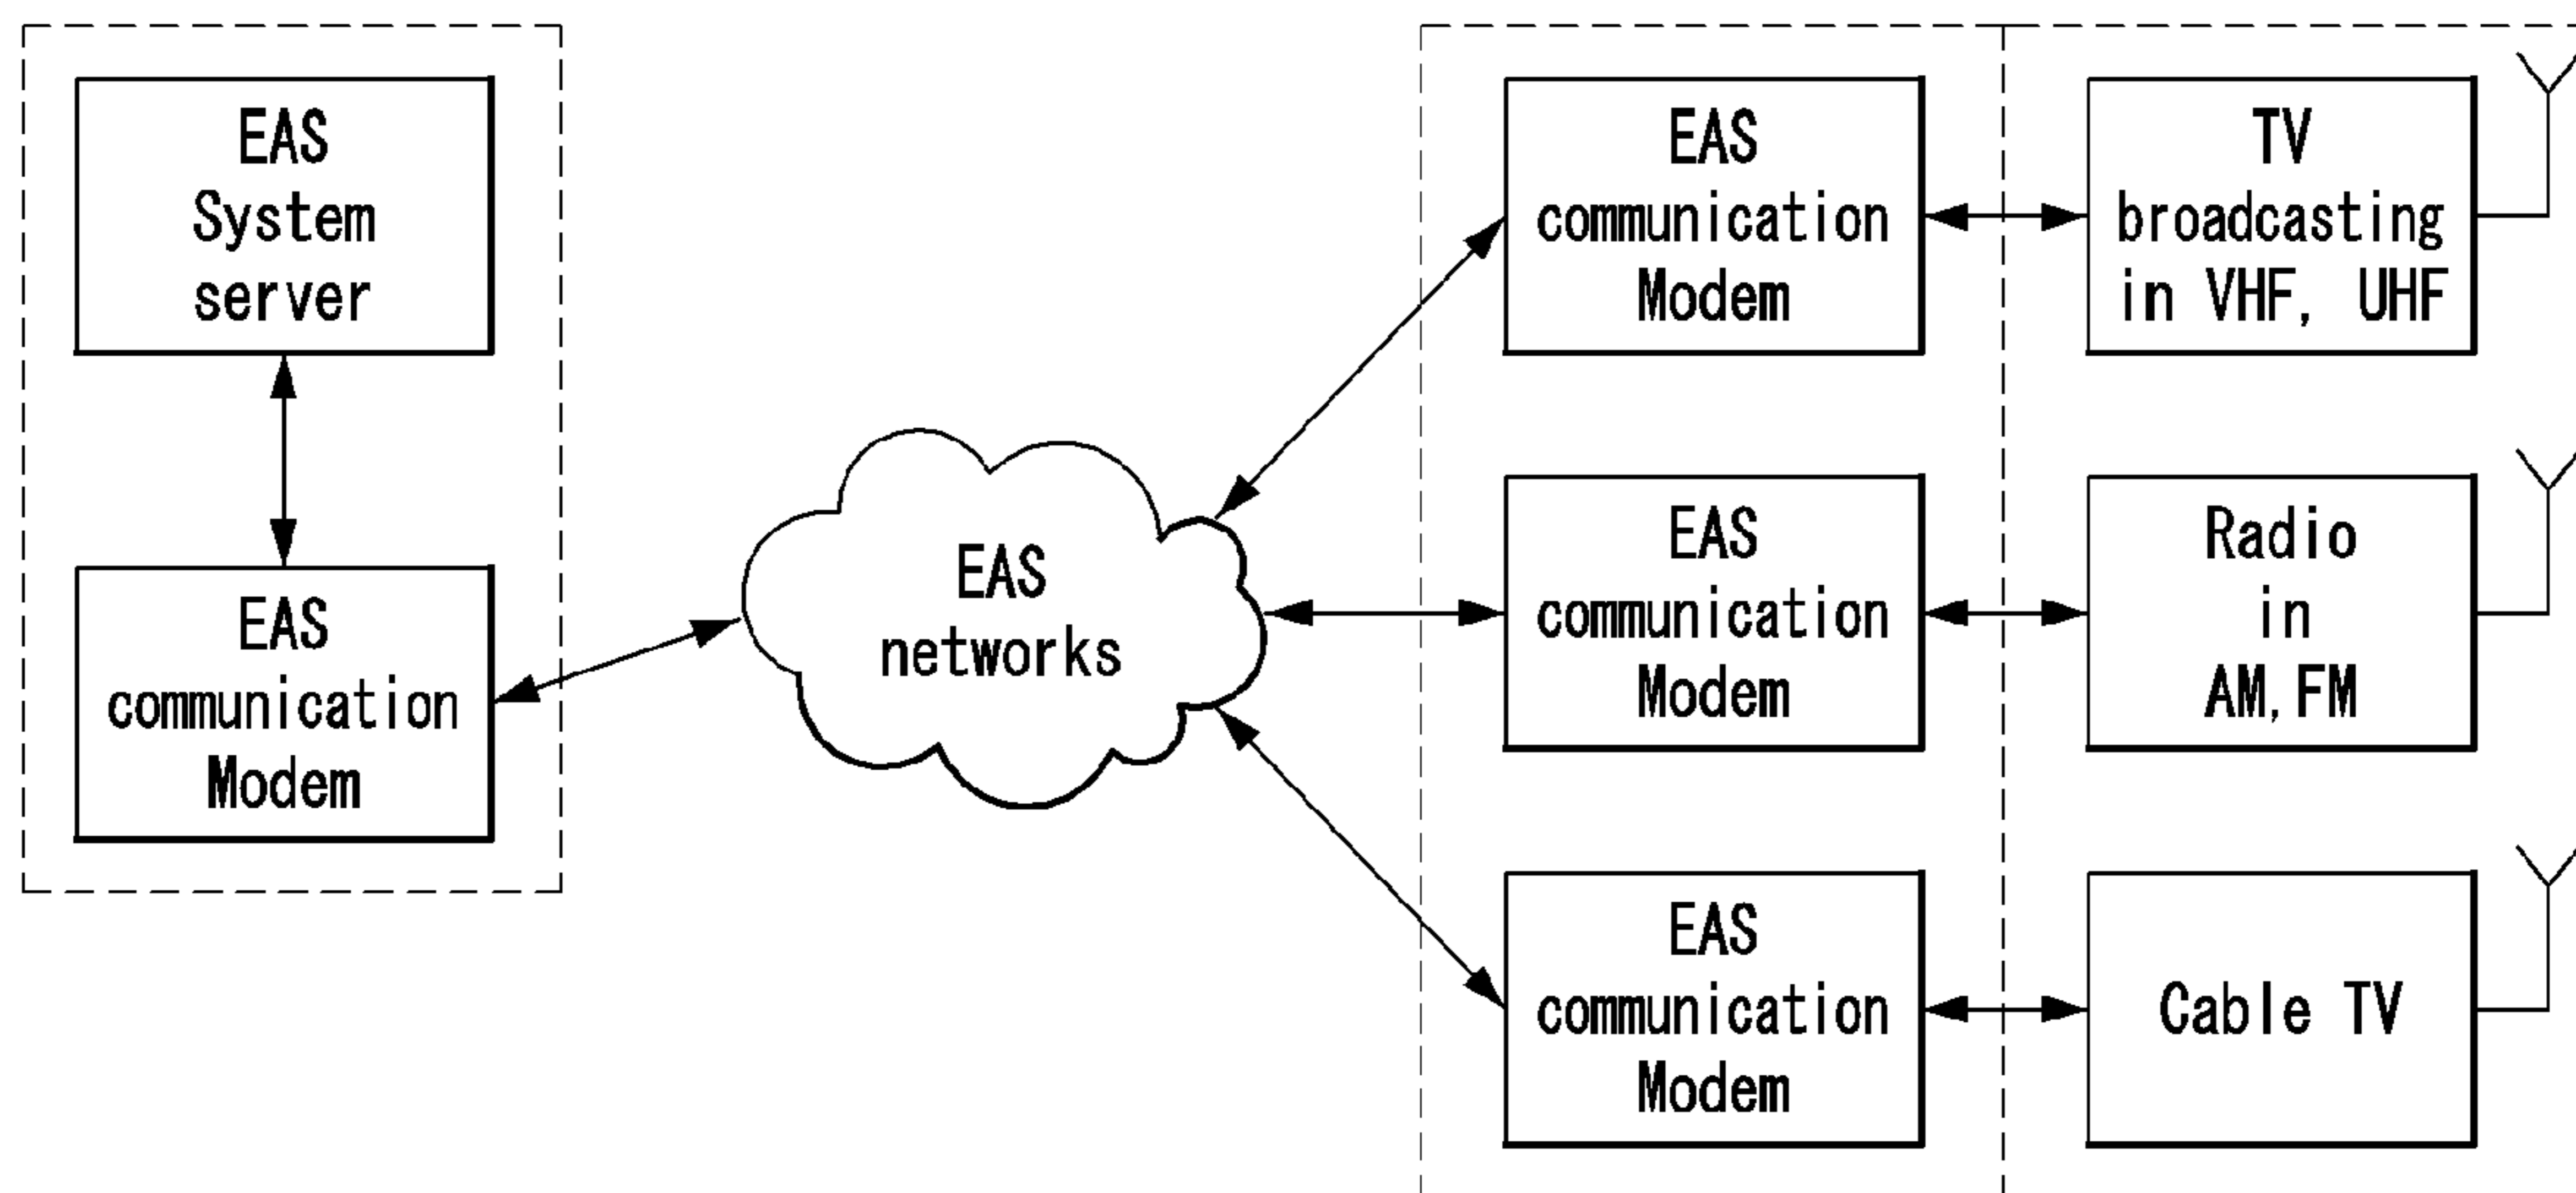 EAS
System
server
EAS
communication
Modem
EAS
networks
EAS
communication
Modem
TV
broadcasting
in VHF, UHF
EAS
communication
Modem
Radio
in
AM,FM
EAS
communication
Modem
Cable TV